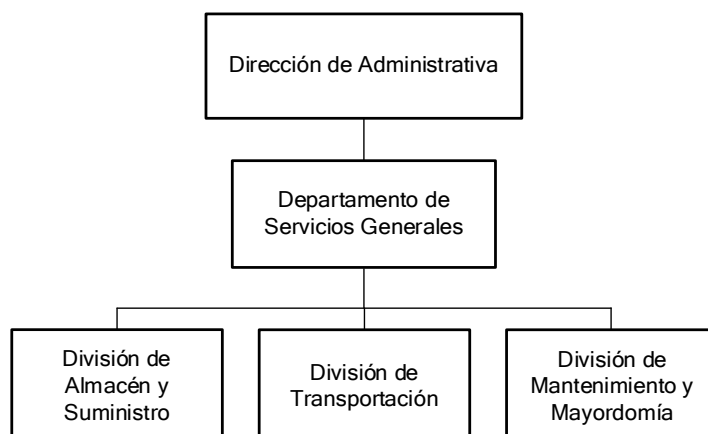 Dirección de Administrativa
Departamento de
Servicios Generales
División de
Almacén y
Suministro
División de
Transportación
División de
Mantenimiento y
Mayordomía